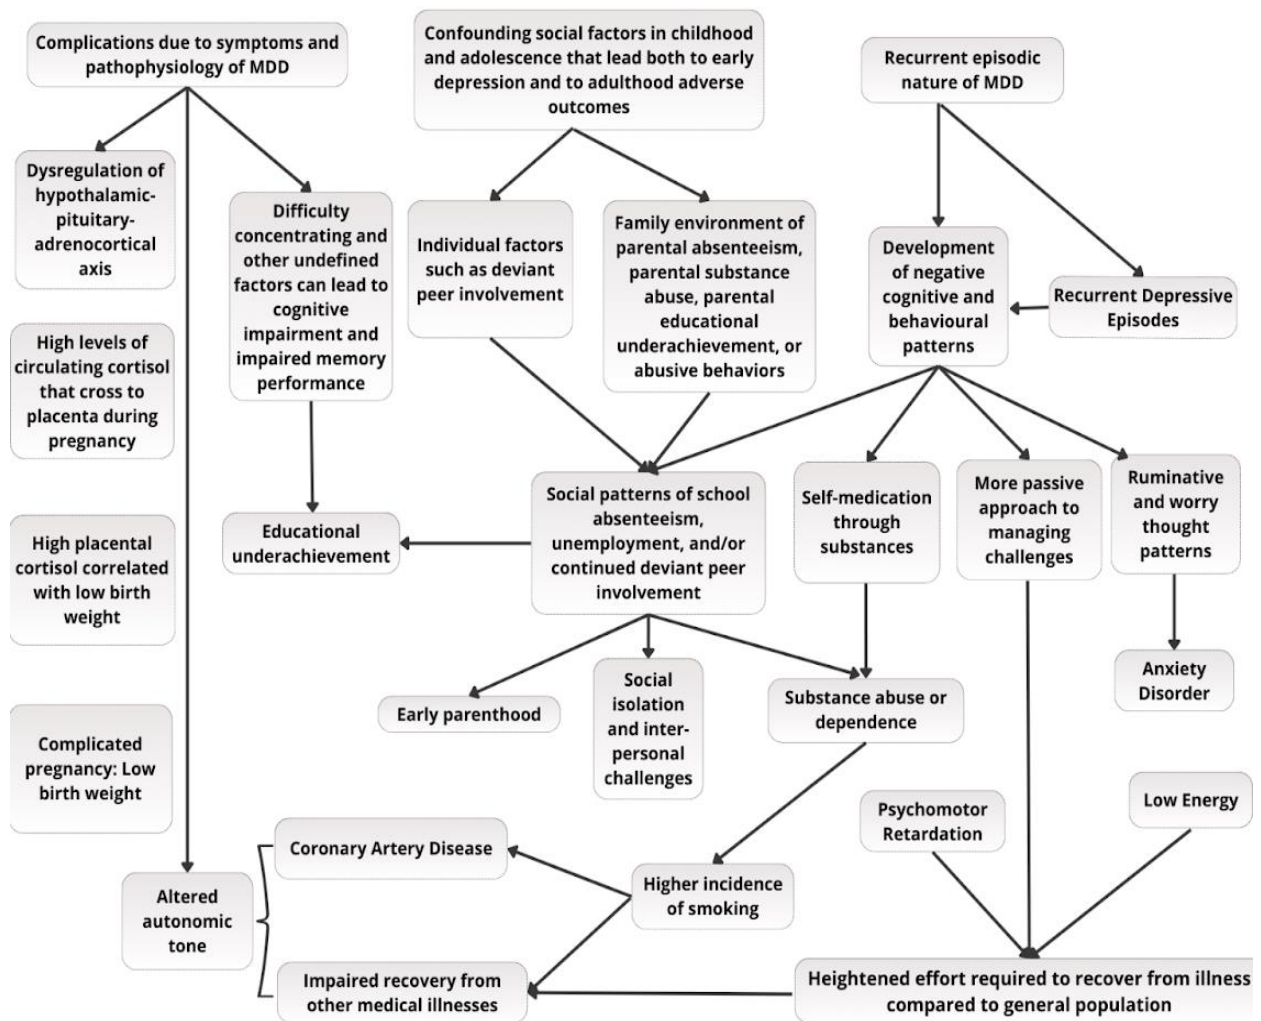 Complications due to symptoms and
pathophysiology of MDD
Confounding social factors in childhood
and adolescence that lead both to early
depression and to adulthood adverse
outcomes
Recurrent episodic
nature of MDD
Dysregulation of
hypothalamic-
pituitary-
adrenocortical
axis
Difficulty
concentrating and
other undefined
factors can lead to
cognitive
impairment and
impaired memory
performance
Individual factors
such as deviant
peer involvement
Family environment of
parental absenteeism,
parental substance
abuse, parental
educational
underachievement, or
abusive behaviors
Development
of negative
cognitive and
behavioural
patterns
Recurrent Depressive
Episodes
High levels of
circulating cortisol
that cross to
placenta during
pregnancy
Educational
underachievement
Social patterns of school
absenteeism,
unemployment, and/or
continued deviant peer
involvement
Self-medication
through
substances
More passive
approach to
managing
challenges
Ruminative
and worry
thought
patterns
High placental
cortisol correlated
with low birth
weight
Early parenthood
Social
isolation
and inter-
personal
challenges
Substance abuse or
dependence
Anxiety
Disorder
Complicated
pregnancy: Low
birth weight
Psychomotor
Retardation
Low Energy
Coronary Artery Disease
Higher incidence
of smoking
Altered
autonomic
tone
Impaired recovery from
other medical illnesses
Heightened effort required to recover from illness
compared to general population